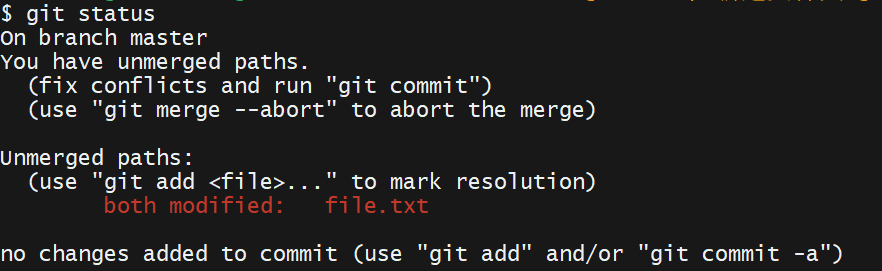 $ git status
On branch master
You have unmerged paths.
  (fix conflicts and run "git commit")
  (use "git merge --abort" to abort the merge)

Unmerged paths:
  (use "git add <file>..." to mark resolution)
        both modified:   file.txt

no changes added to commit (use "git add" and/or "git commit -a")